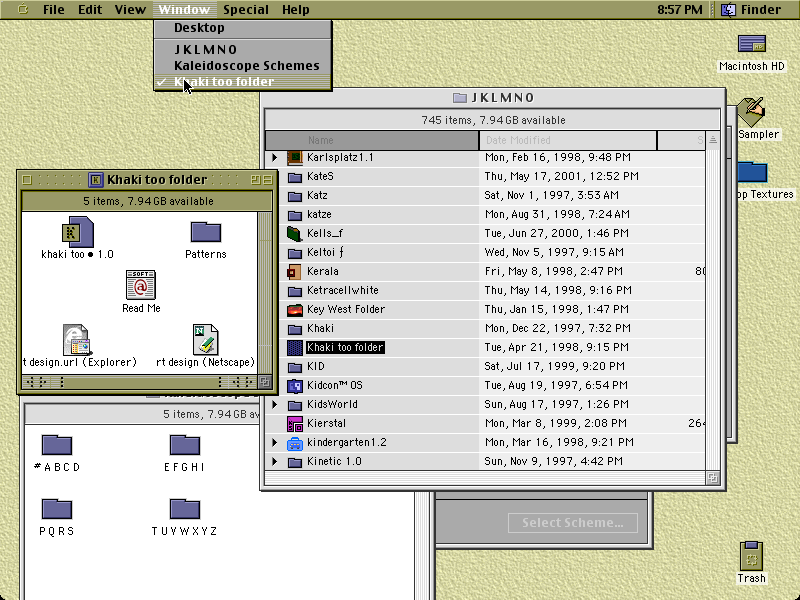 File Edit View Window Special Help 8:57 PM Finder
Desktop
J K L M N O
Kaleidoscope Schemes
Khaki too folder
Macintosh HD
Sampler
op Textures
Trash
J K L M N O
745 items, 7.94 GB available
Name Date Modified S
Karlsplatz1.1 Mon, Feb 16, 1998, 9:48 PM
KateS Thu, May 17, 2001, 12:52 PM
Katz Sat, Nov 1, 1997, 3:53 AM
katze Mon, Aug 31, 1998, 7:24 AM
Kells_f Tue, Jun 27, 2000, 1:46 PM
Keltoi ƒ Wed, Nov 5, 1997, 9:15 AM
Kerala Fri, May 8, 1998, 2:47 PM 80
Ketracellwhite Thu, May 14, 1998, 9:16 PM
Key West Folder Thu, Jan 15, 1998, 1:47 PM
Khaki Mon, Dec 22, 1997, 7:32 PM
Khaki too folder Tue, Apr 21, 1998, 9:15 PM
KID Sat, Jul 17, 1999, 9:20 PM
Kidcon™ OS Tue, Aug 19, 1997, 6:54 PM
KidsWorld Sun, Aug 17, 1997, 1:26 PM
Kierstal Mon, Mar 8, 1999, 2:08 PM 264
kindergarten1.2 Mon, Mar 16, 1998, 9:21 PM
Kinetic 1.0 Sun, Nov 9, 1997, 4:42 PM
Khaki too folder
5 items, 7.94 GB available
khaki too • 1.0
Patterns
SOFT
@
Read Me
t design.url (Explorer)
rt design (Netscape)
5 items, 7.94 GB av
#ABCD
EFGHI
PQRS
TUVWXYZ
Select Scheme...